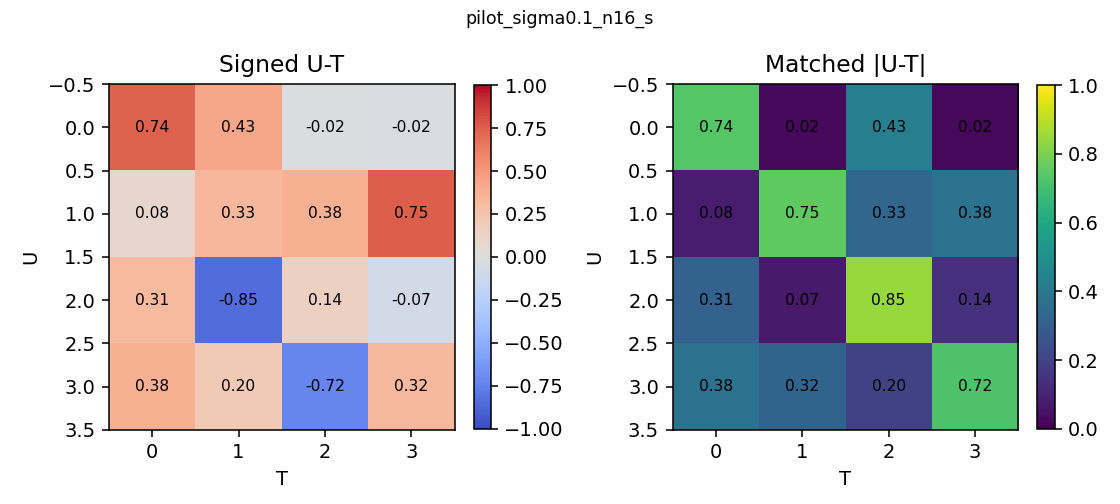 pilot_sigma0.1_n16_s
Signed U-T
−0.5
0.0
0.5
1.0
1.5
2.0
2.5
3.0
3.5
U
0.74 0.43 -0.02 -0.02
0.08 0.33 0.38 0.75
0.31 -0.85 0.14 -0.07
0.38 0.20 -0.72 0.32
0 1 2 3
T
1.00
0.75
0.50
0.25
0.00
−0.25
−0.50
−0.75
−1.00
Matched |U-T|
−0.5
0.0
0.5
1.0
1.5
2.0
2.5
3.0
3.5
U
0.74 0.02 0.43 0.02
0.08 0.75 0.33 0.38
0.31 0.07 0.85 0.14
0.38 0.32 0.20 0.72
0 1 2 3
T
1.0
0.8
0.6
0.4
0.2
0.0